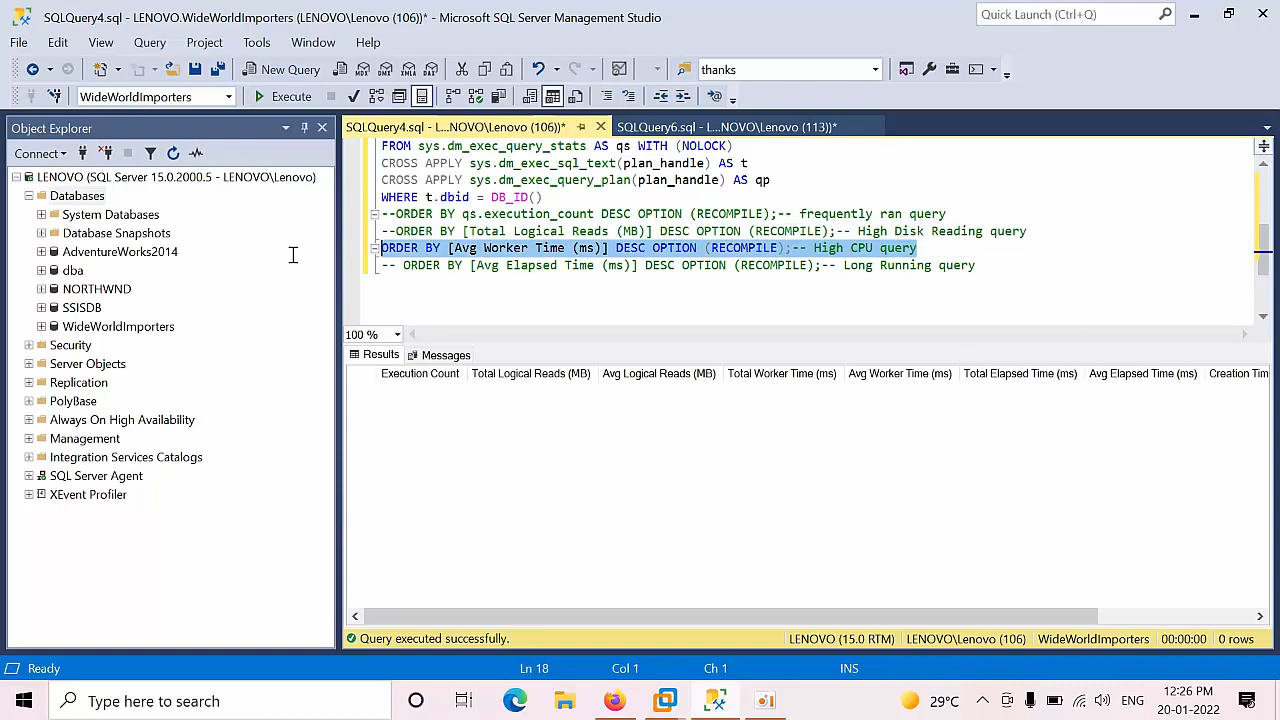 SQLQuery4.sql - LENOVO.WideWorldImporters (LENOVO\Lenovo (106))* - Microsoft SQL Server Management Studio
Quick Launch (Ctrl+Q)
File Edit View Query Project Tools Window Help
New Query
MDX DMX XMLA DAX
thanks
WideWorldImporters
Execute
Object Explorer
SQLQuery4.sql - L...NOVO\Lenovo (106))*
SQLQuery6.sql - L...NOVO\Lenovo (113))*
Connect
LENOVO (SQL Server 15.0.2000.5 - LENOVO\Lenovo)
Databases
System Databases
Database Snapshots
AdventureWorks2014
dba
NORTHWND
SSISDB
WideWorldImporters
Security
Server Objects
Replication
PolyBase
Always On High Availability
Management
Integration Services Catalogs
SQL Server Agent
XEvent Profiler
FROM sys.dm_exec_query_stats AS qs WITH (NOLOCK)
CROSS APPLY sys.dm_exec_sql_text(plan_handle) AS t
CROSS APPLY sys.dm_exec_query_plan(plan_handle) AS qp
WHERE t.dbid = DB_ID()
--ORDER BY qs.execution_count DESC OPTION (RECOMPILE);-- frequently ran query
--ORDER BY [Total Logical Reads (MB)] DESC OPTION (RECOMPILE);-- High Disk Reading query
ORDER BY [Avg Worker Time (ms)] DESC OPTION (RECOMPILE);-- High CPU query
-- ORDER BY [Avg Elapsed Time (ms)] DESC OPTION (RECOMPILE);-- Long Running query
100 %
Results Messages
Execution Count Total Logical Reads (MB) Avg Logical Reads (MB) Total Worker Time (ms) Avg Worker Time (ms) Total Elapsed Time (ms) Avg Elapsed Time (ms) Creation Tim
Query executed successfully.
LENOVO (15.0 RTM) LENOVO\Lenovo (106) WideWorldImporters 00:00:00 0 rows
Ready Ln 18 Col 1 Ch 1 INS
Type here to search
29°C
ENG
12:26 PM
20-01-2022